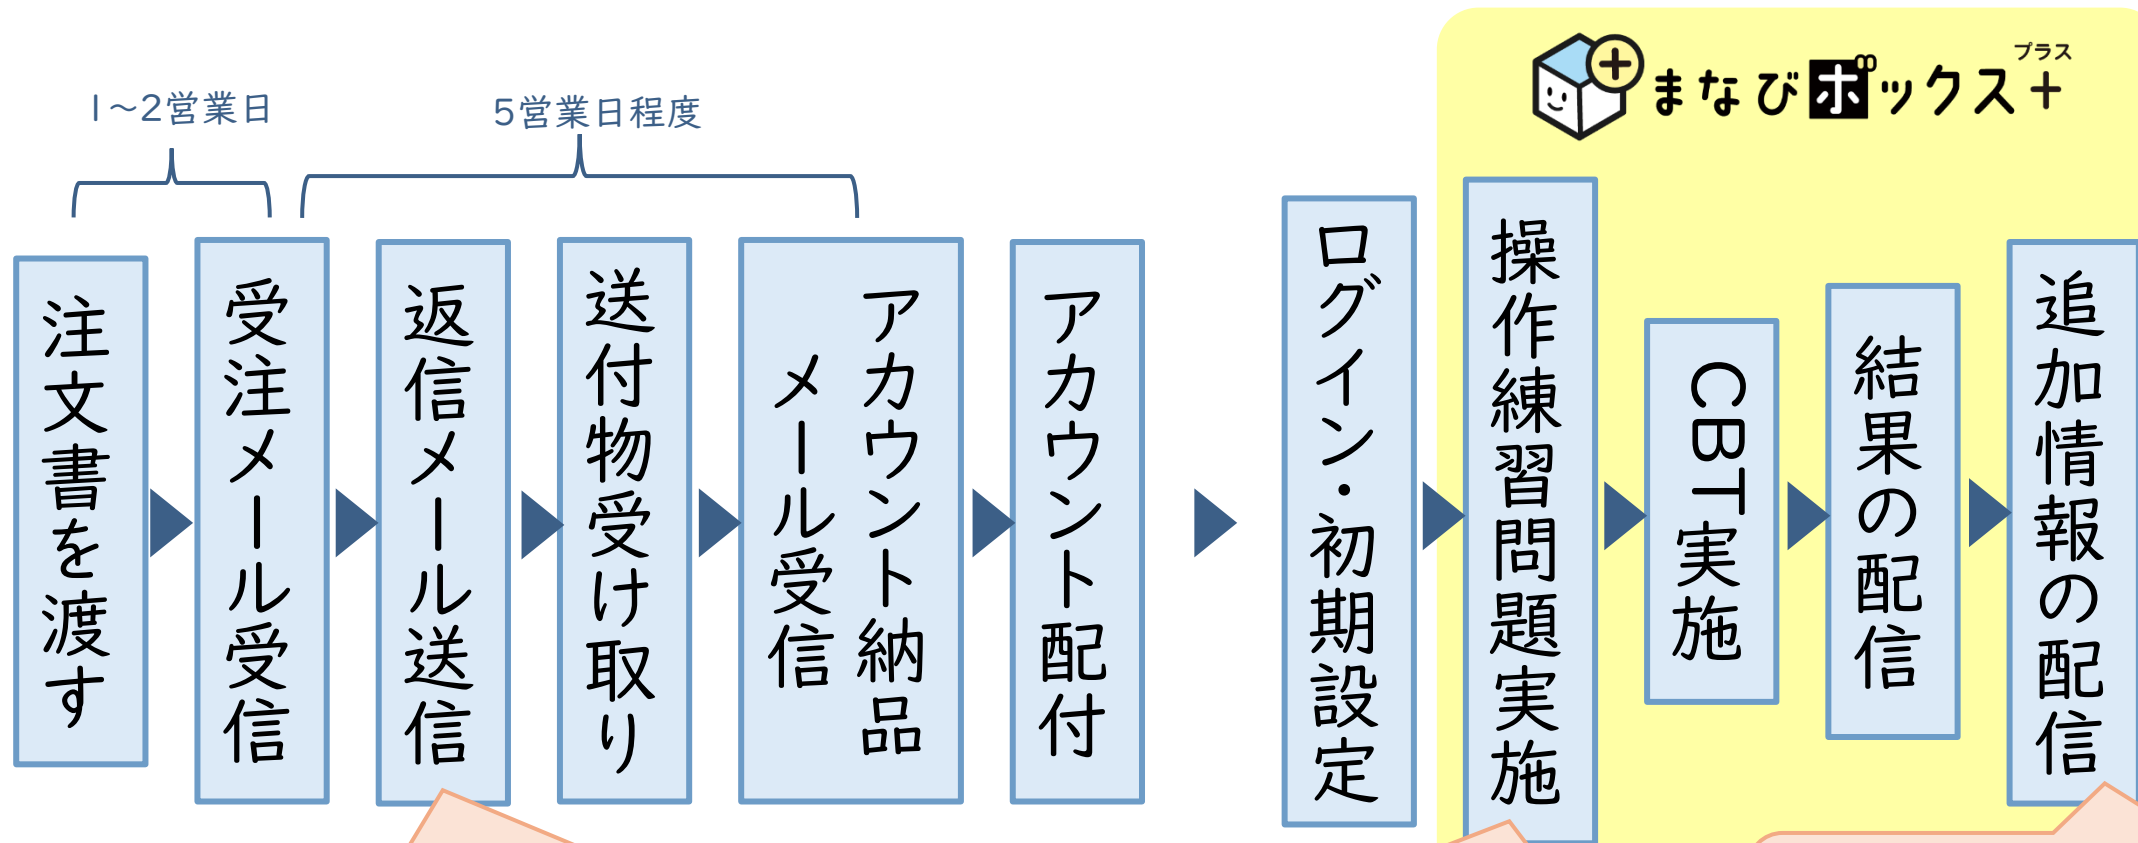 1～2営業日
5営業日程度
まなびボックス＋
プラス
注文書を渡す
受注メール受信
返信メール送信
送付物受け取り
アカウント納品
メール受信
アカウント配付
ログイン・初期設定
操作練習問題実施
CBT実施
結果の配信
追加情報の配信